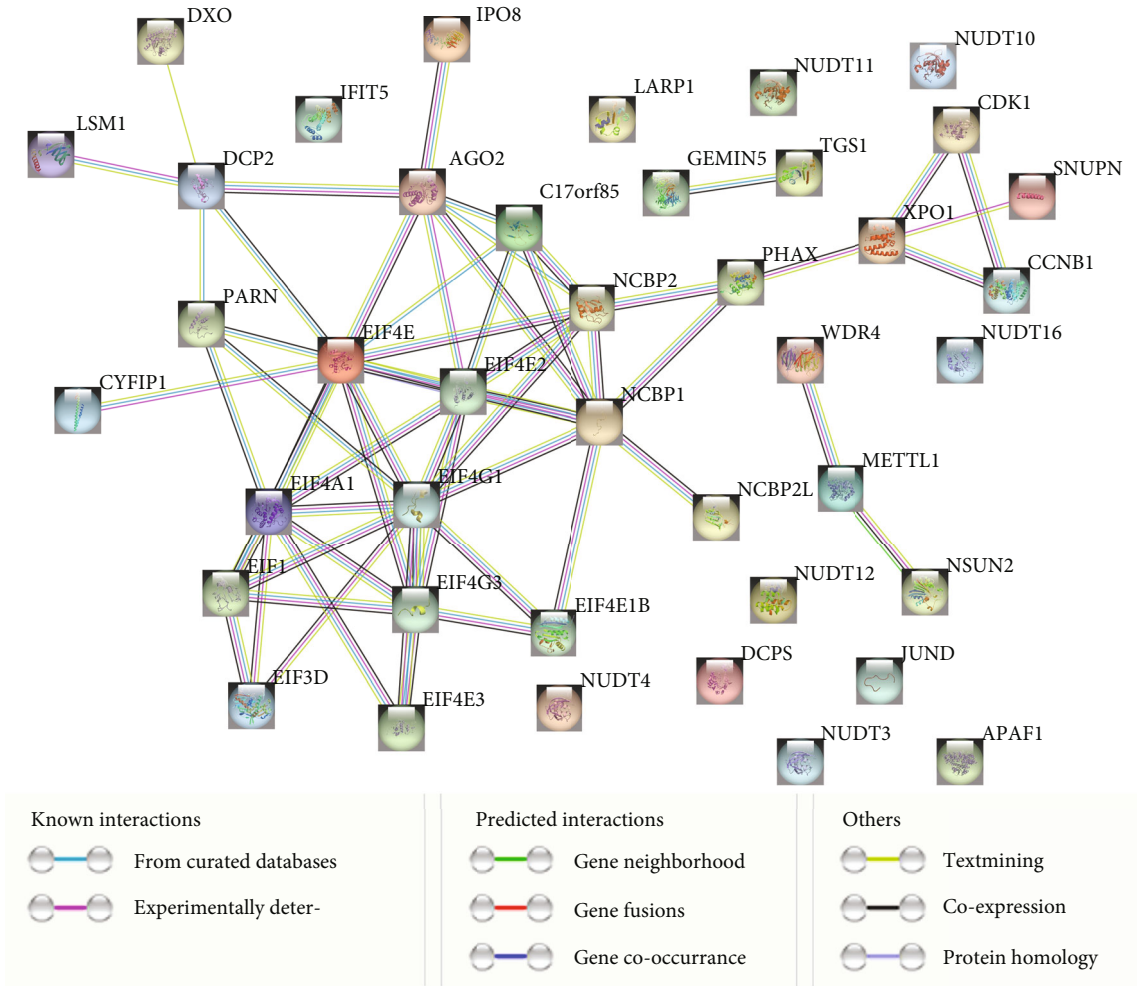 DXO
IPO8
NUDT10
NUDT11
IFIT5
LARP1
CDK1
LSM1
DCP2
AGO2
GEMIN5
TGS1
C17orf85
SNUPN
XPO1
PHAX
CCNB1
NCBP2
PARN
EIF4E
WDR4
NUDT16
EIF4E2
CYFIP1
NCBP1
METTL1
EIF4A1
EIF4G1
NCBP2L
EIF1
EIF4G3
NUDT12
NSUN2
EIF4E1B
DCPS
JUND
EIF3D
EIF4E3
NUDT4
NUDT3
APAF1
Known interactions
From curated databases
Experimentally deter-
Predicted interactions
Gene neighborhood
Gene fusions
Gene co-occurrance
Others
Textmining
Co-expression
Protein homology